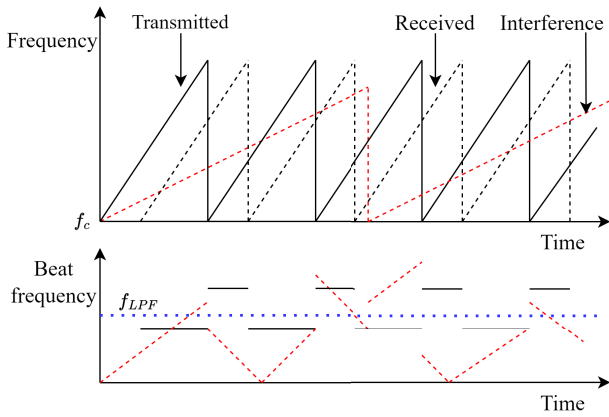 Transmitted
Received
Interference
Frequency
f_c
Time
Beat
frequency
f_LPF
Time